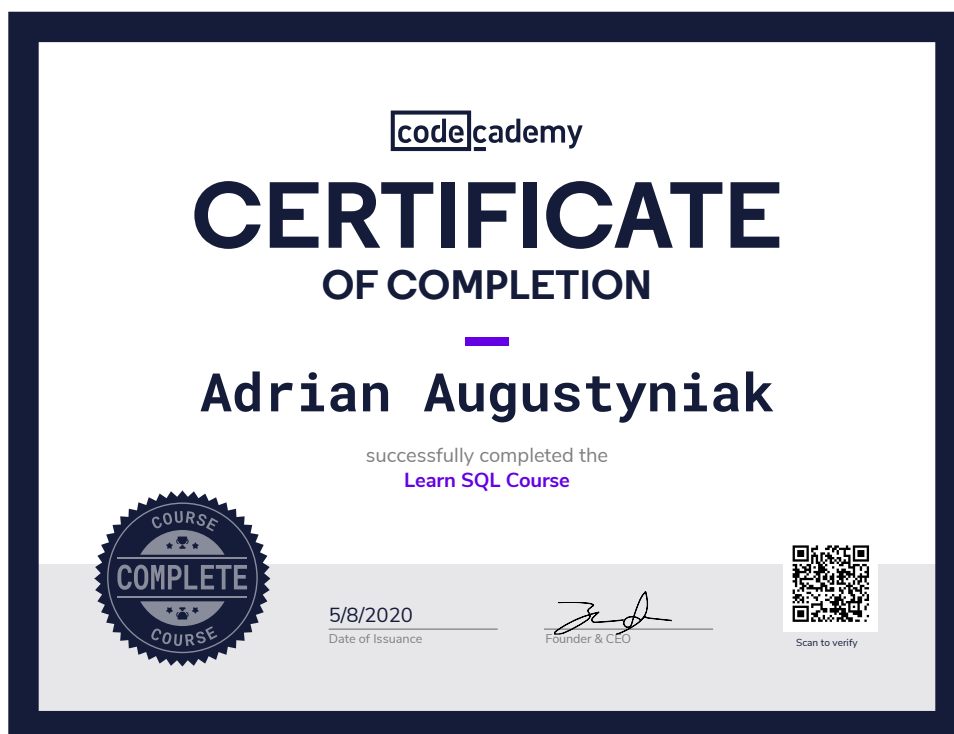 codecademy
CERTIFICATE
OF COMPLETION
Adrian Augustyniak
successfully completed the
Learn SQL Course
COURSE
COMPLETE
COURSE
5/8/2020
Date of Issuance
Founder & CEO
Scan to verify